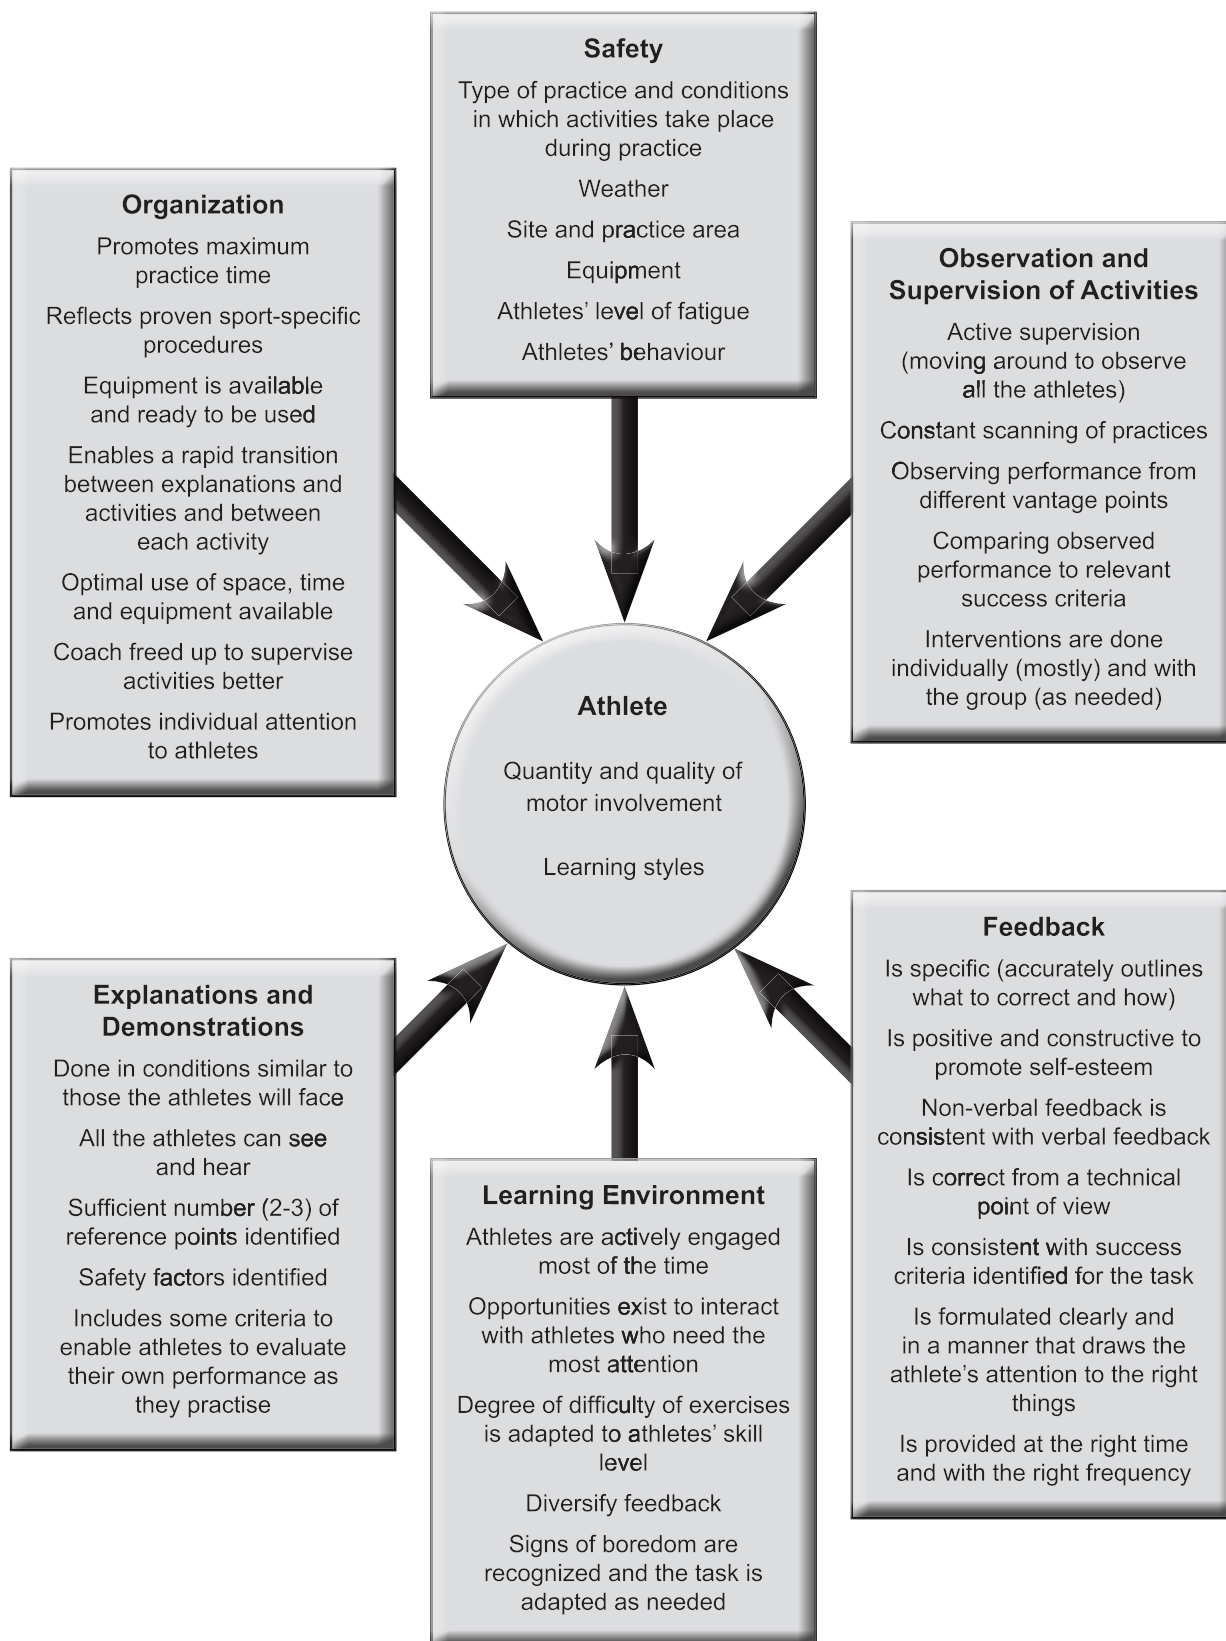 Safety
Type of practice and conditions
in which activities take place
during practice
Weather
Site and practice area
Equipment
Athletes’ level of fatigue
Athletes’ behaviour
Organization
Promotes maximum
practice time
Reflects proven sport-specific
procedures
Equipment is available
and ready to be used
Enables a rapid transition
between explanations and
activities and between
each activity
Optimal use of space, time
and equipment available
Coach freed up to supervise
activities better
Promotes individual attention
to athletes
Observation and
Supervision of Activities
Active supervision
(moving around to observe
all the athletes)
Constant scanning of practices
Observing performance from
different vantage points
Comparing observed
performance to relevant
success criteria
Interventions are done
individually (mostly) and with
the group (as needed)
Athlete
Quantity and quality of
motor involvement
Learning styles
Explanations and
Demonstrations
Done in conditions similar to
those the athletes will face
All the athletes can see
and hear
Sufficient number (2-3) of
reference points identified
Safety factors identified
Includes some criteria to
enable athletes to evaluate
their own performance as
they practise
Learning Environment
Athletes are actively engaged
most of the time
Opportunities exist to interact
with athletes who need the
most attention
Degree of difficulty of exercises
is adapted to athletes’ skill
level
Diversify feedback
Signs of boredom are
recognized and the task is
adapted as needed
Feedback
Is specific (accurately outlines
what to correct and how)
Is positive and constructive to
promote self-esteem
Non-verbal feedback is
consistent with verbal feedback
Is correct from a technical
point of view
Is consistent with success
criteria identified for the task
Is formulated clearly and
in a manner that draws the
athlete’s attention to the right
things
Is provided at the right time
and with the right frequency